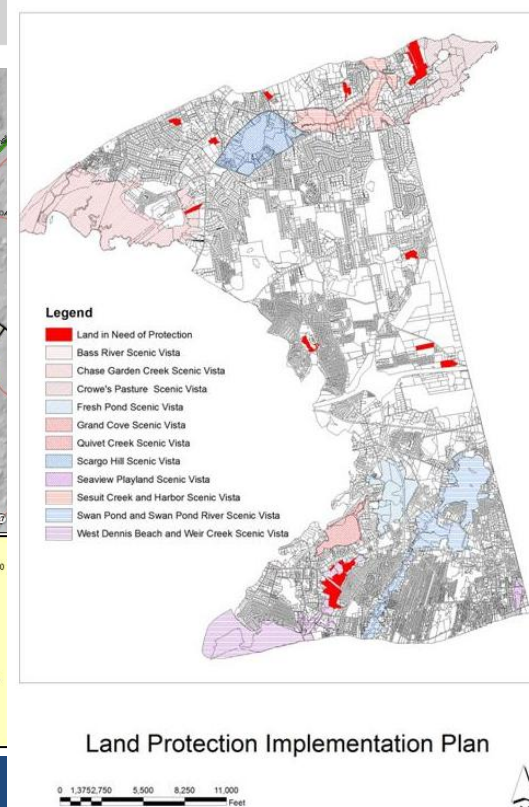 Legend
Land in Need of Protection
Bass River Scenic Vista
Chase Garden Creek Scenic Vista
Crowe's Pasture Scenic Vista
Fresh Pond Scenic Vista
Grand Cove Scenic Vista
Quivet Creek Scenic Vista
Scargo Hill Scenic Vista
Seaview Playland Scenic Vista
Sesuit Creek and Harbor Scenic Vista
Swan Pond and Swan Pond River Scenic Vista
West Dennis Beach and Weir Creek Scenic Vista
Land Protection Implementation Plan
0 1,3752,750 5,500 8,250 11,000
Feet